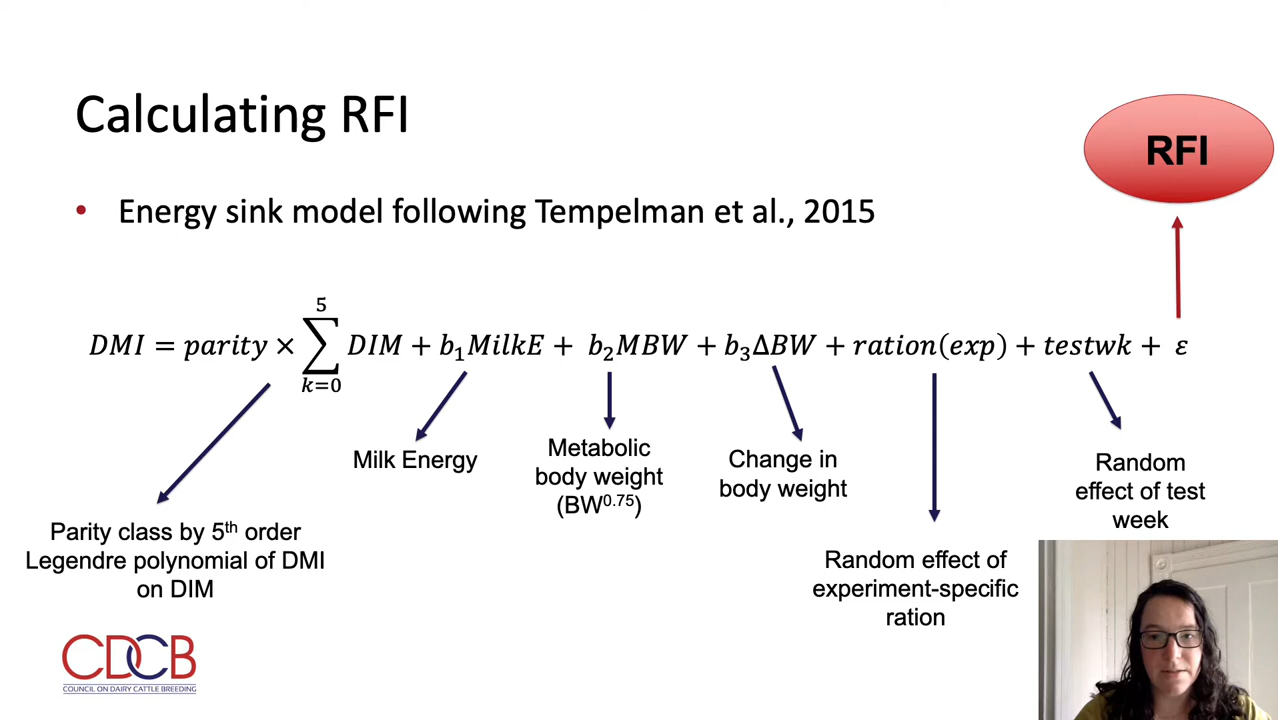 Calculating RFI
RFI
• Energy sink model following Tempelman et al., 2015
5
DMI = parity × ∑ DIM + b₁MilkE + b₂MBW + b₃ΔBW + ration(exp) + testwk + ε
k=0
Milk Energy
Metabolic
body weight
(BW^0.75)
Change in
body weight
Random
effect of test
week
Parity class by 5th order
Legendre polynomial of DMI
on DIM
Random effect of
experiment-specific
ration
CDCB
COUNCIL ON DAIRY CATTLE BREEDING